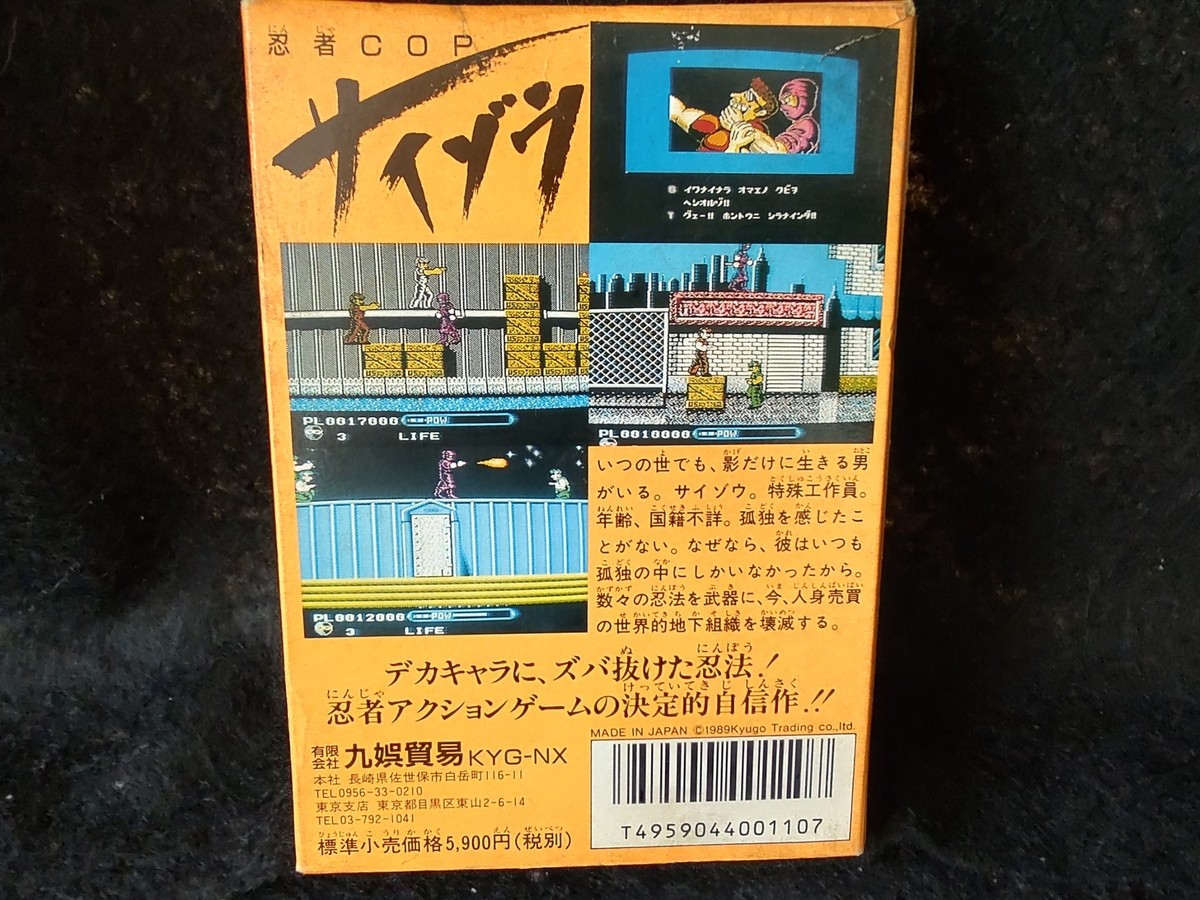 忍者COP
サイゾウ
S イワナイナラ オマエノ クビヲ
ヘシオルゾ!!
T グェー!! ホントウニ シラナインダ!!
PL0017000 POW
3 LIFE
PL0010000 POW
PL0012000 POW
3 LIFE
いつの世でも、影だけに生きる男
がいる。サイゾウ。特殊工作員。
年齢、国籍不詳。孤独を感じたこ
とがない。なぜなら、彼はいつも
孤独の中にしかいなかったから。
数々の忍法を武器に、今、人身売買
の世界的地下組織を壊滅する。
デカキャラに、ズバ抜けた忍法!
忍者アクションゲームの決定的自信作!!
MADE IN JAPAN ©1989Kyugo Trading co.,ltd.
有限会社 九娯貿易 KYG-NX
本社 長崎県佐世保市白岳町116-11
TEL0956-33-0210
東京支店 東京都目黒区東山2-6-14
TEL03-792-1041
標準小売価格5,900円(税別)
T4959044001107